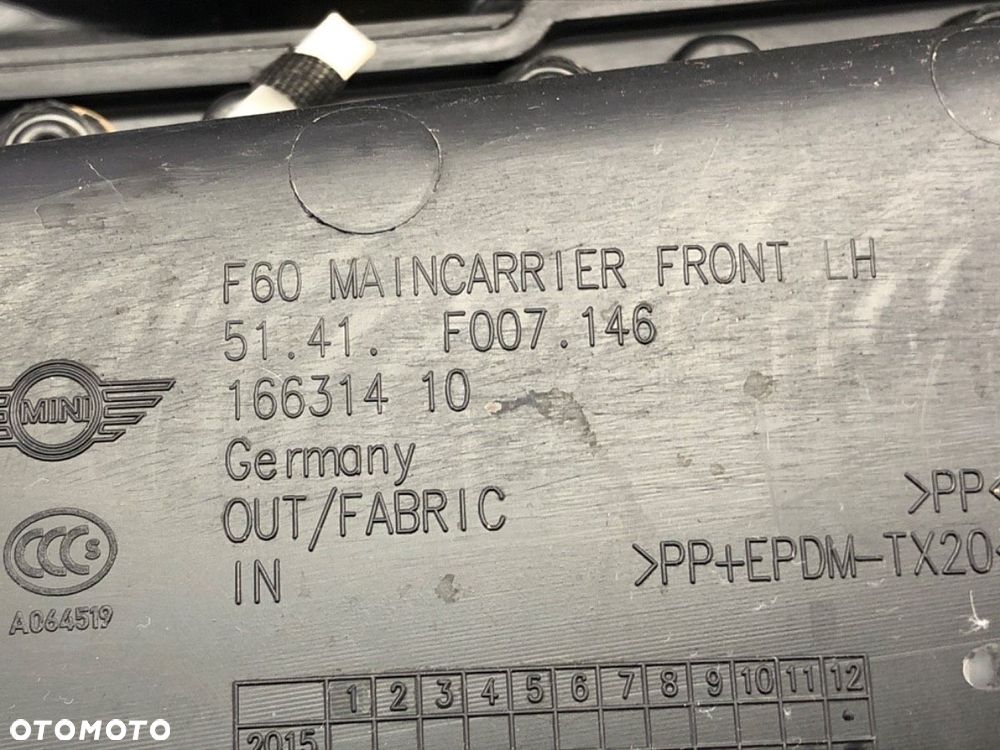 F60 MAINCARRIER FRONT LH
51.41. F007.146
166314 10
MINI
Germany
OUT/FABRIC
>PP<
IN
>PP+EPDM-TX20<
CCC S
A064519
1 2 3 4 5 6 7 8 9 10 11 12
2015
OTOMOTO